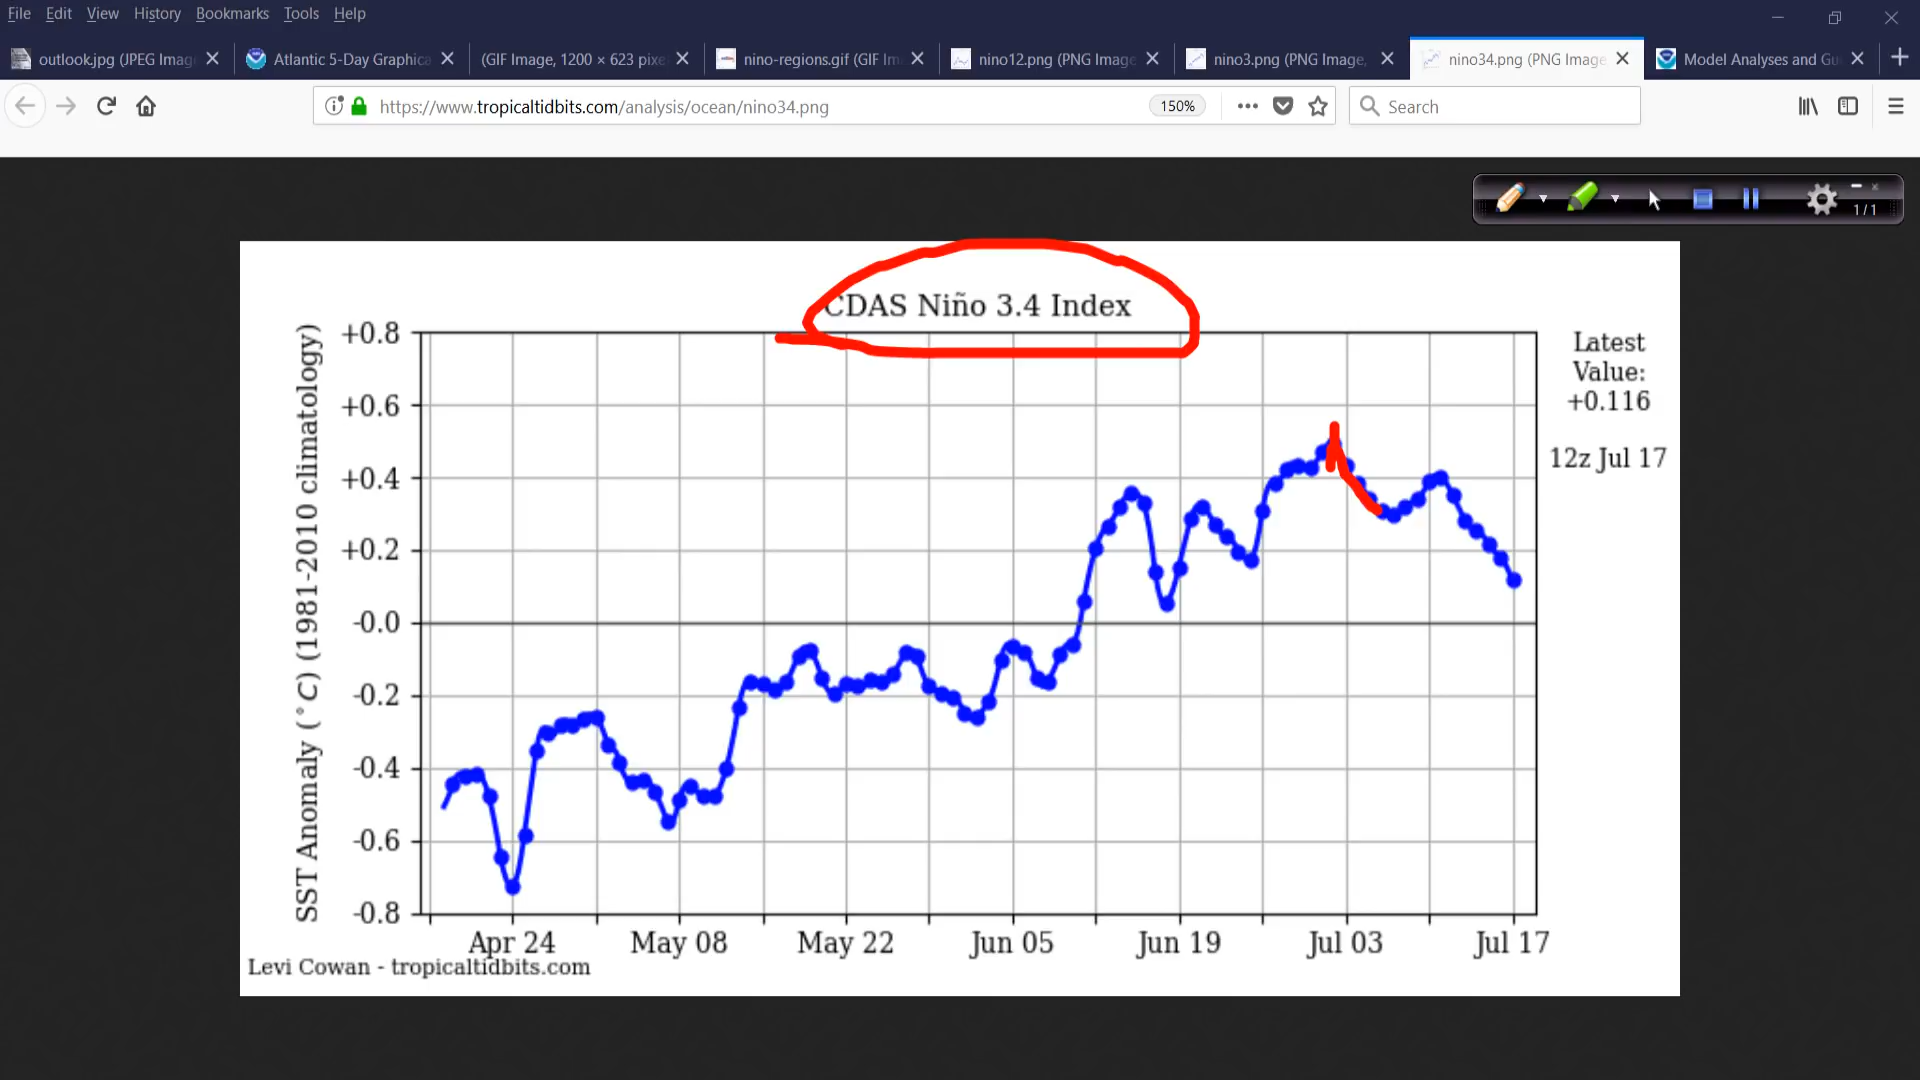 File Edit View History Bookmarks Tools Help
outlook.jpg (JPEG Imag
Atlantic 5-Day Graphica
(GIF Image, 1200 × 623 pixe
nino-regions.gif (GIF Im
nino12.png (PNG Image
nino3.png (PNG Image,
nino34.png (PNG Image
Model Analyses and Gu
https://www.tropicaltidbits.com/analysis/ocean/nino34.png
150%
Search
1/1
CDAS Niño 3.4 Index
SST Anomaly (°C) (1981-2010 climatology)
+0.8
+0.6
+0.4
+0.2
-0.0
-0.2
-0.4
-0.6
-0.8
Latest
Value:
+0.116
12z Jul 17
Apr 24 May 08 May 22 Jun 05 Jun 19 Jul 03 Jul 17
Levi Cowan - tropicaltidbits.com